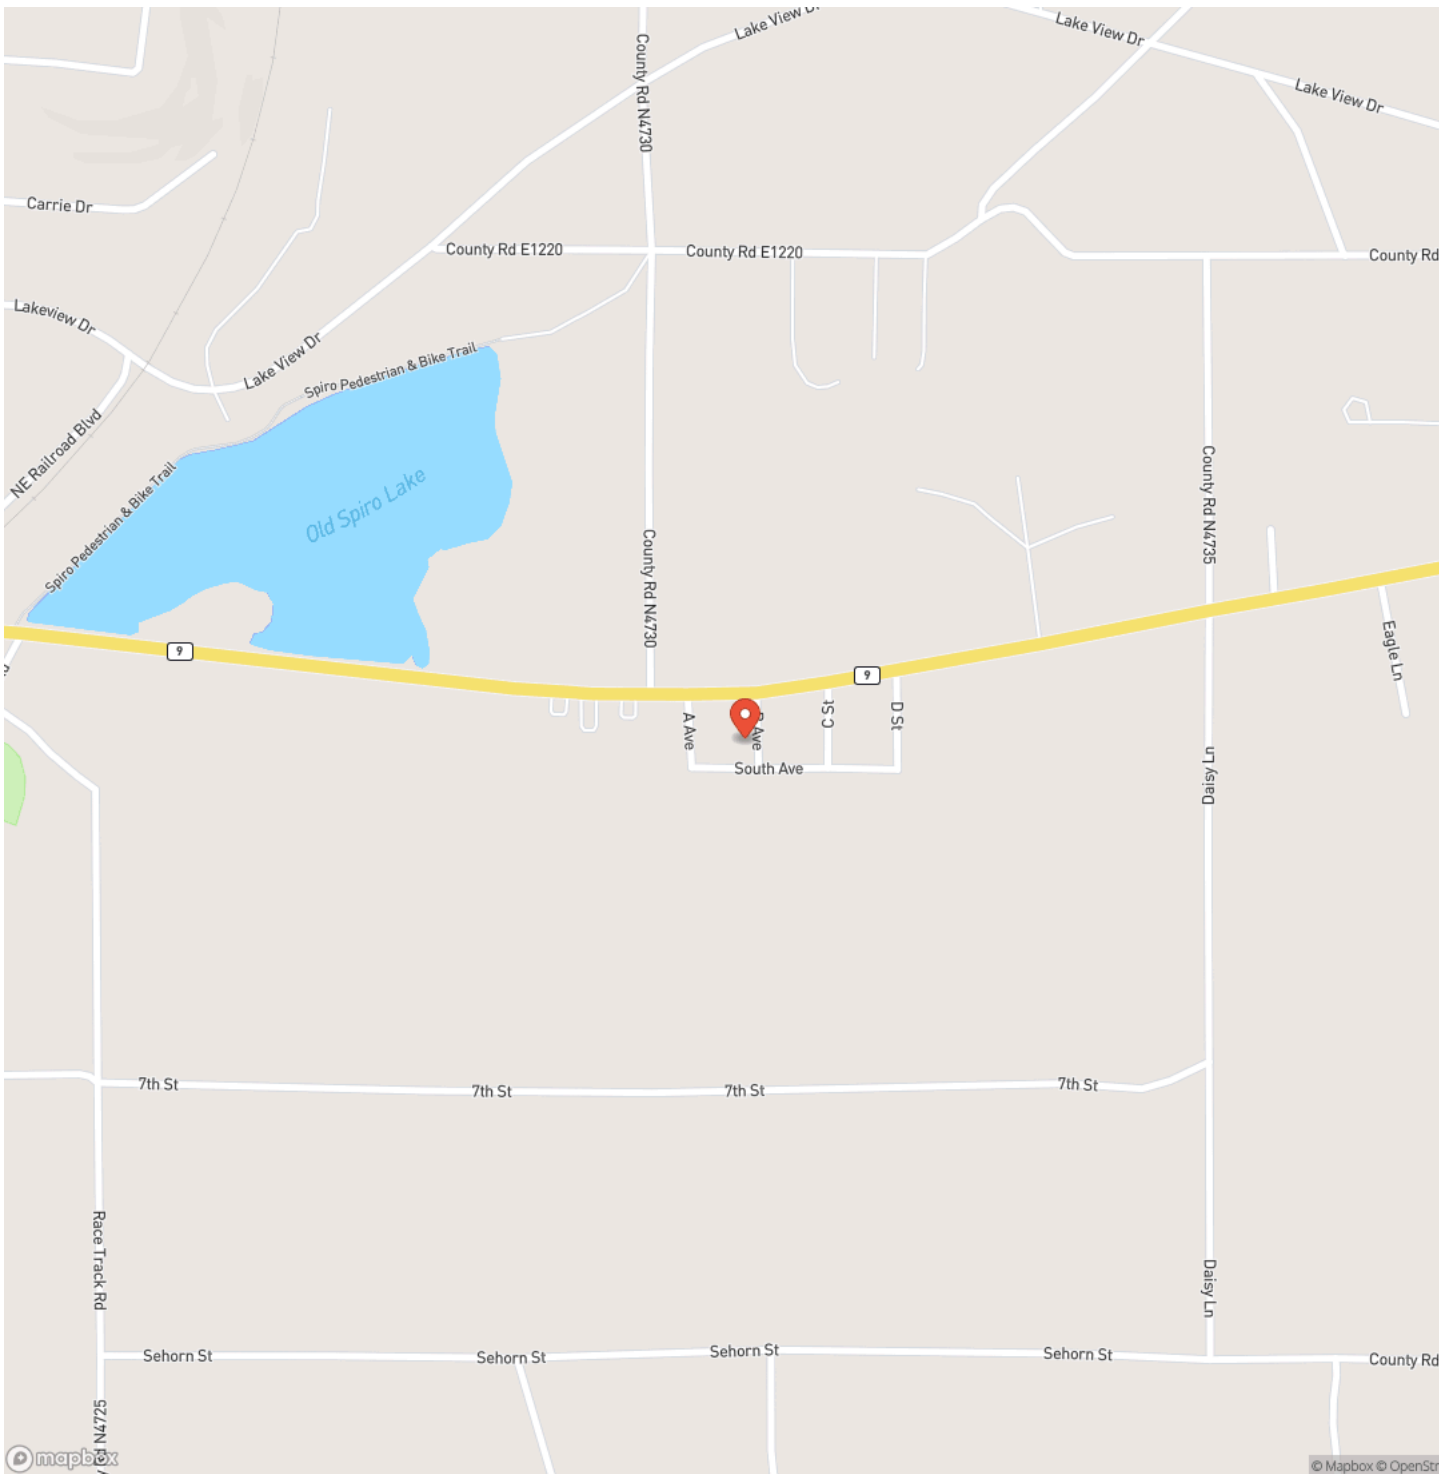 Lake View Dr
Lake View Dr
Lake View Dr
County Rd N4730
Carrie Dr
County Rd E1220
County Rd E1220
County Rd
Lakeview Dr
Lake View Dr
Spiro Pedestrian & Bike Trail
NE Railroad Blvd
Spiro Pedestrian & Bike Trail
Old Spiro Lake
County Rd N4730
County Rd N4735
9
9
Eagle Ln
A Ave
Ave
C St
D St
South Ave
Daisy Ln
7th St
7th St
7th St
7th St
Race Track Rd
Daisy Ln
Sehorn St
Sehorn St
Sehorn St
Sehorn St
County Rd
N4725
mapbox
© Mapbox © OpenStr